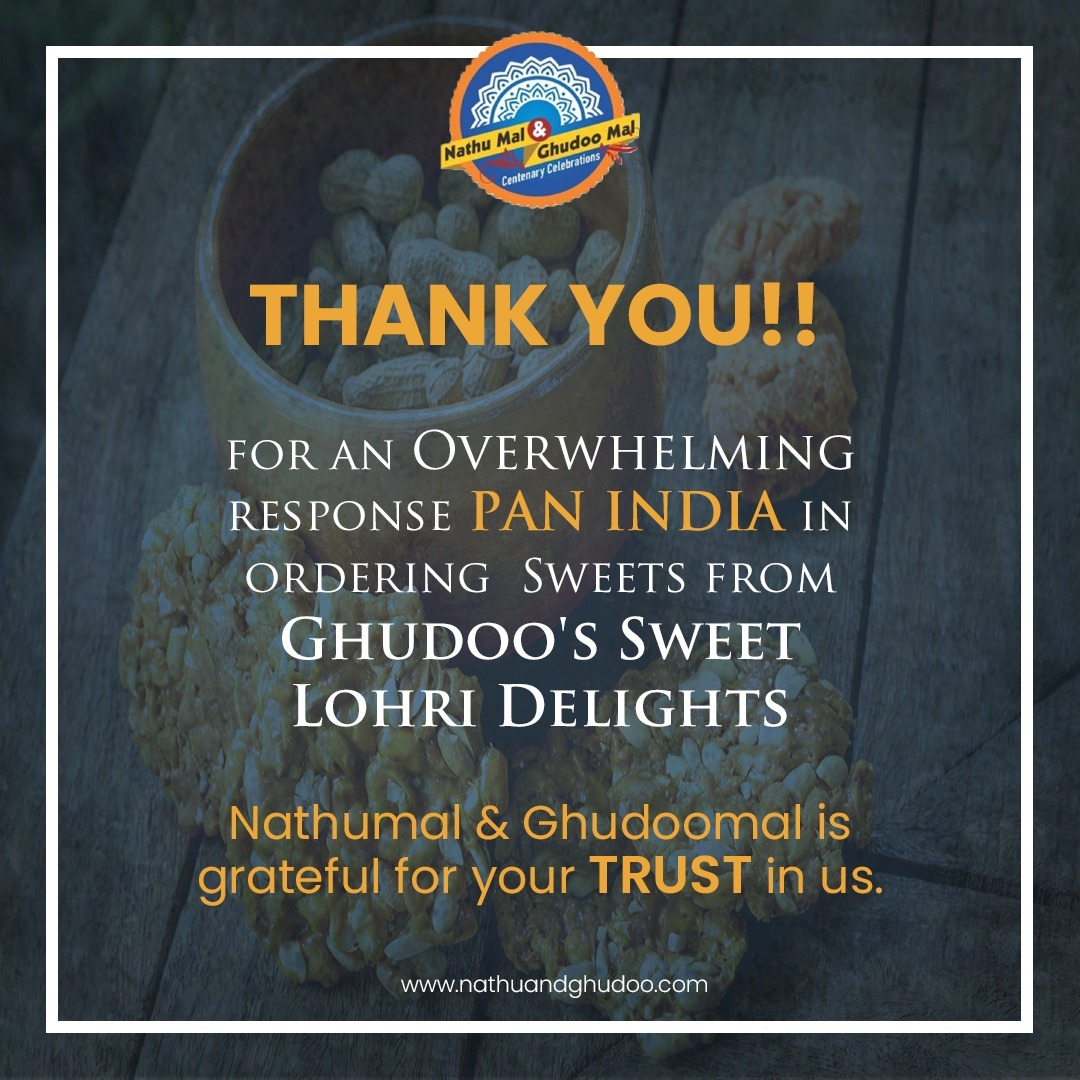 Nathu Mal & Ghudoo Mal
Centenary Celebrations
THANK YOU!!
FOR AN OVERWHELMING
RESPONSE PAN INDIA IN
ORDERING SWEETS FROM
GHUDOO'S SWEET
LOHRI DELIGHTS
Nathumal & Ghudoomal is
grateful for your TRUST in us.
www.nathuandghudoo.com